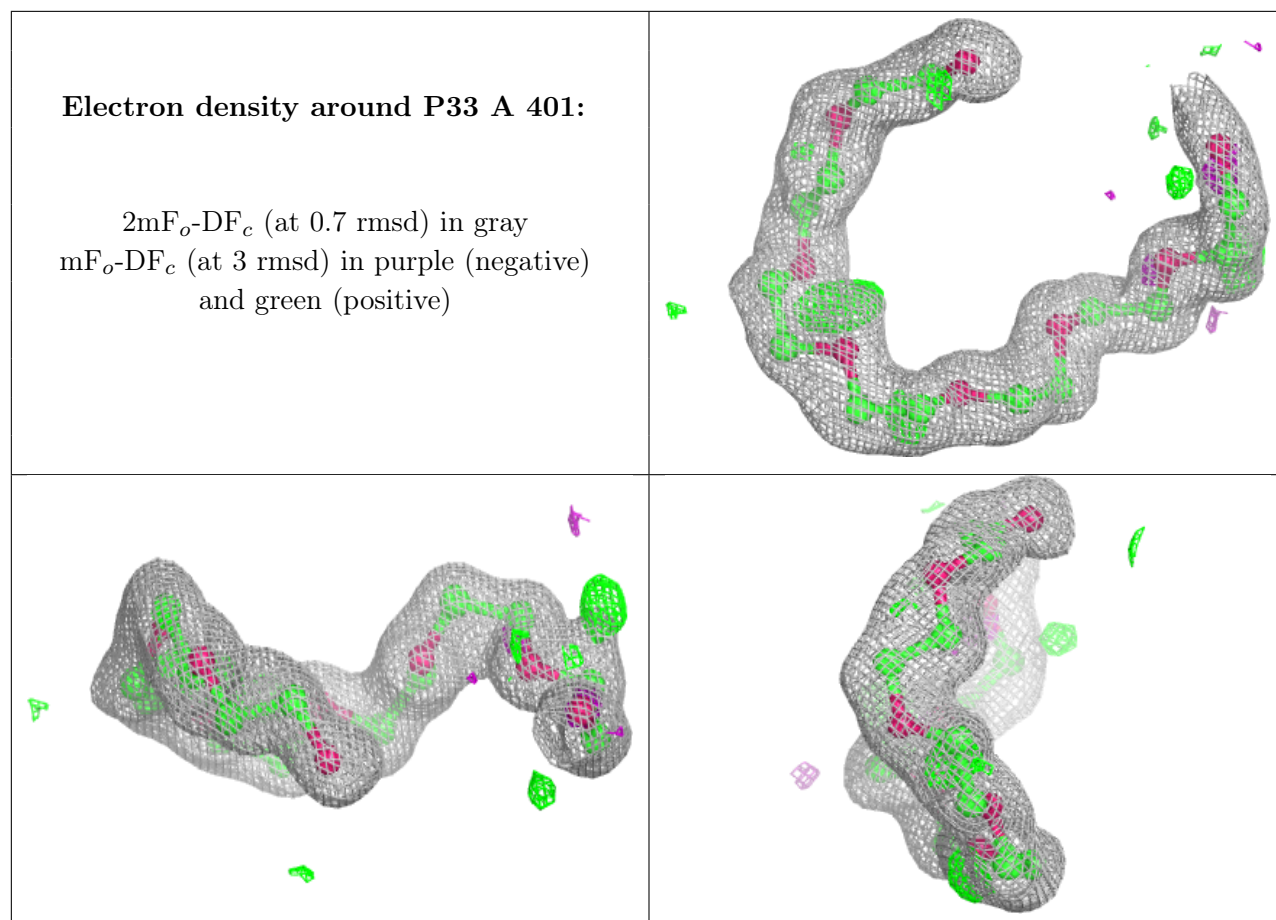 Electron density around P33 A 401:
2mFo-DFc (at 0.7 rmsd) in gray
mFo-DFc (at 3 rmsd) in purple (negative)
and green (positive)